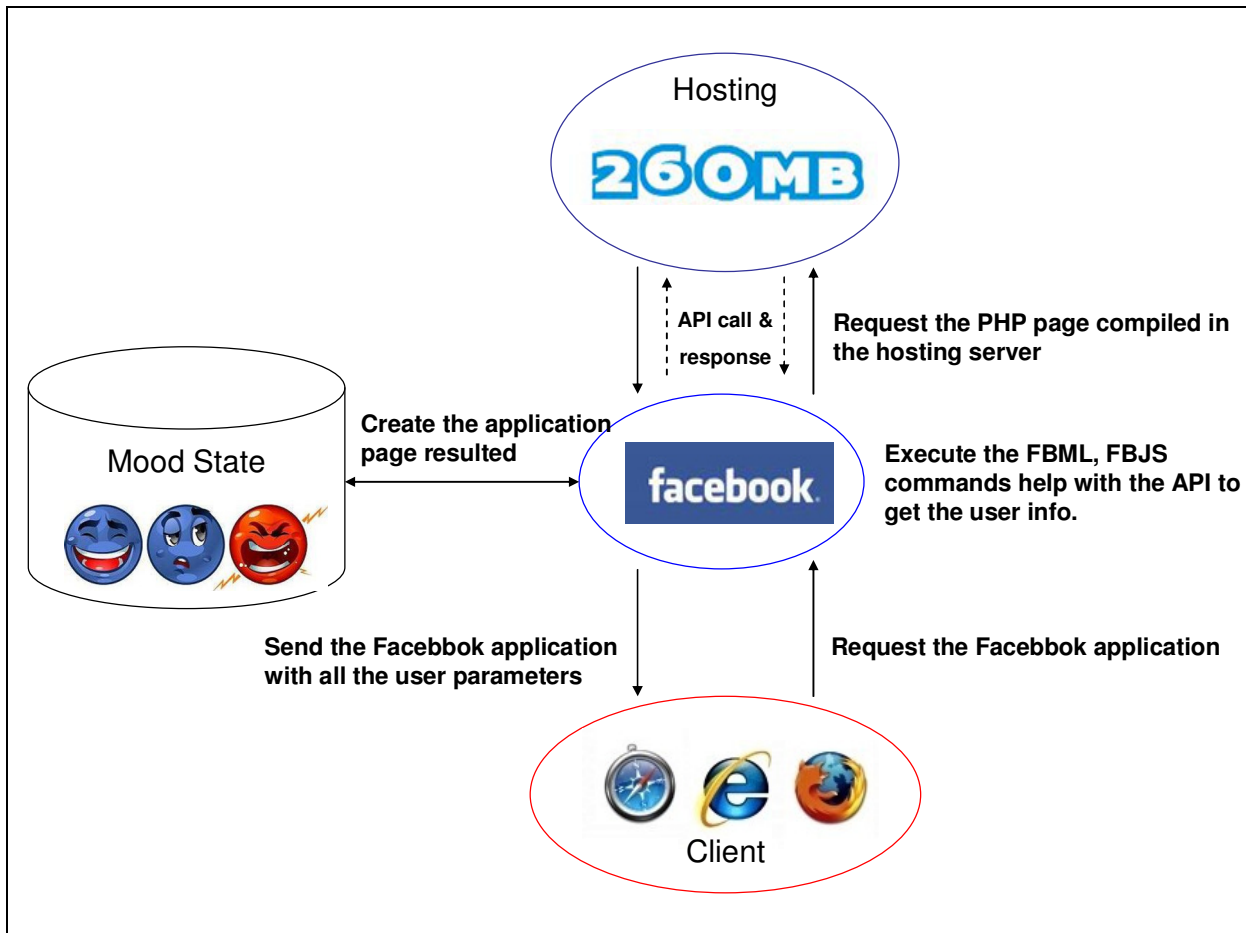 Hosting
260MB
API call &
response
Request the PHP page compiled in
the hosting server
Mood State
Create the application
page resulted
facebook.
Execute the FBML, FBJS
commands help with the API to
get the user info.
Send the Facebbok application
with all the user parameters
Request the Facebbok application
Client